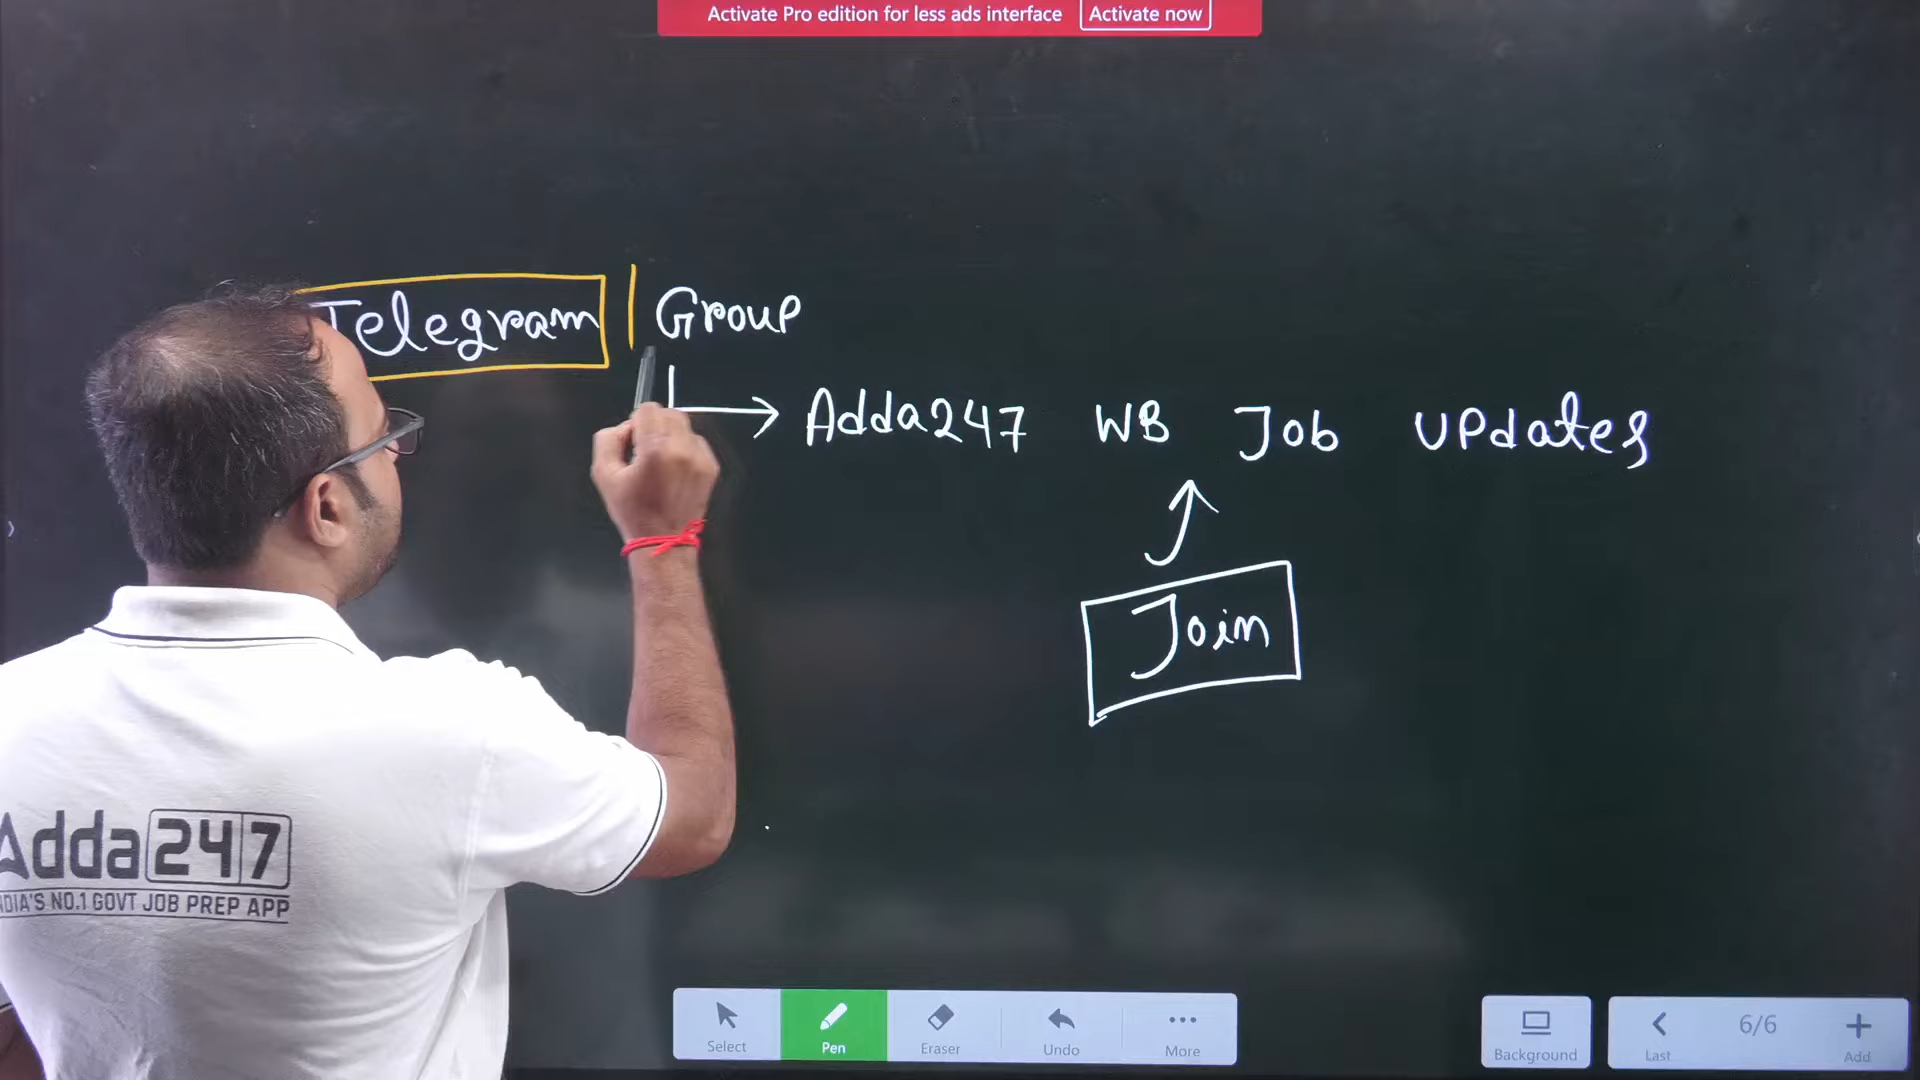 Activate Pro edition for less ads interface Activate now
Telegram Group
Adda247 WB Job Updates
Join
Adda247
INDIA'S NO.1 GOVT JOB PREP APP
Select Pen Eraser Undo More Background Last 6/6 Add